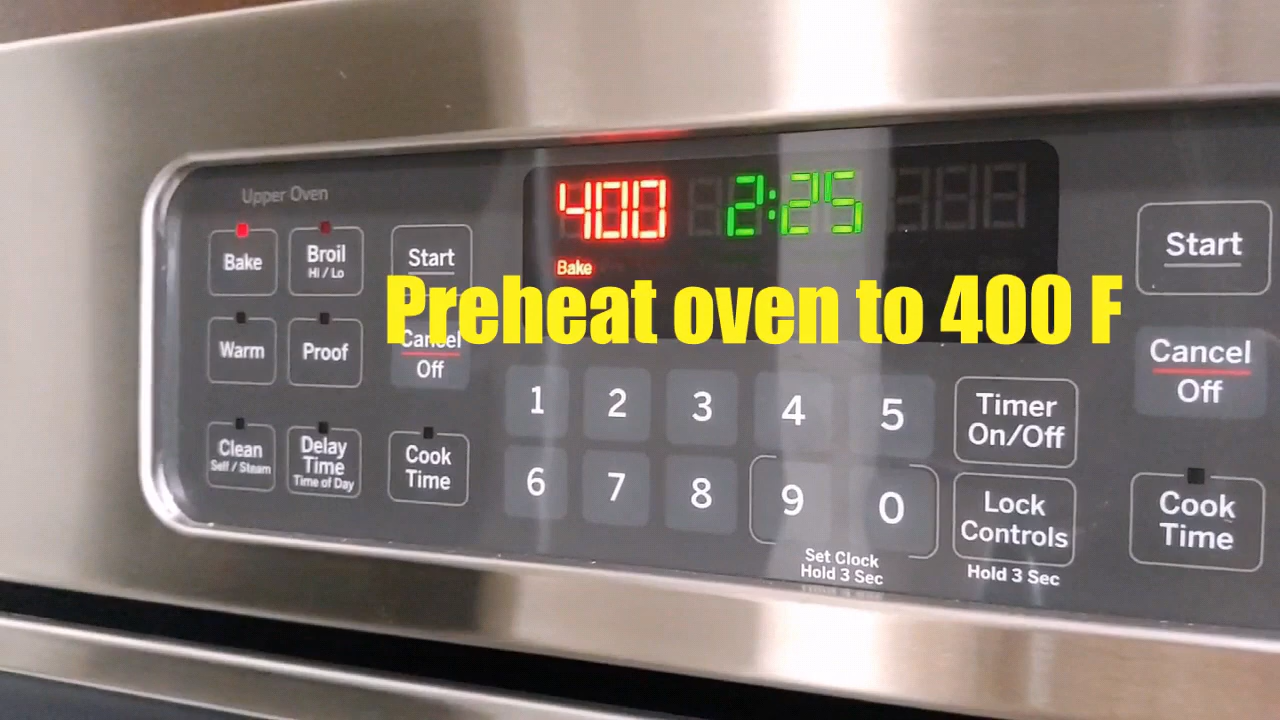 Upper Oven
400 2:25
Bake
Preheat oven to 400 F
Bake
Broil
Hi / Lo
Start
Warm
Proof
Cancel
Off
Clean
Self / Steam
Delay
Time
Time of Day
Cook
Time
1 2 3 4 5
6 7 8 9 0
Set Clock
Hold 3 Sec
Timer
On/Off
Lock
Controls
Hold 3 Sec
Start
Cancel
Off
Cook
Time